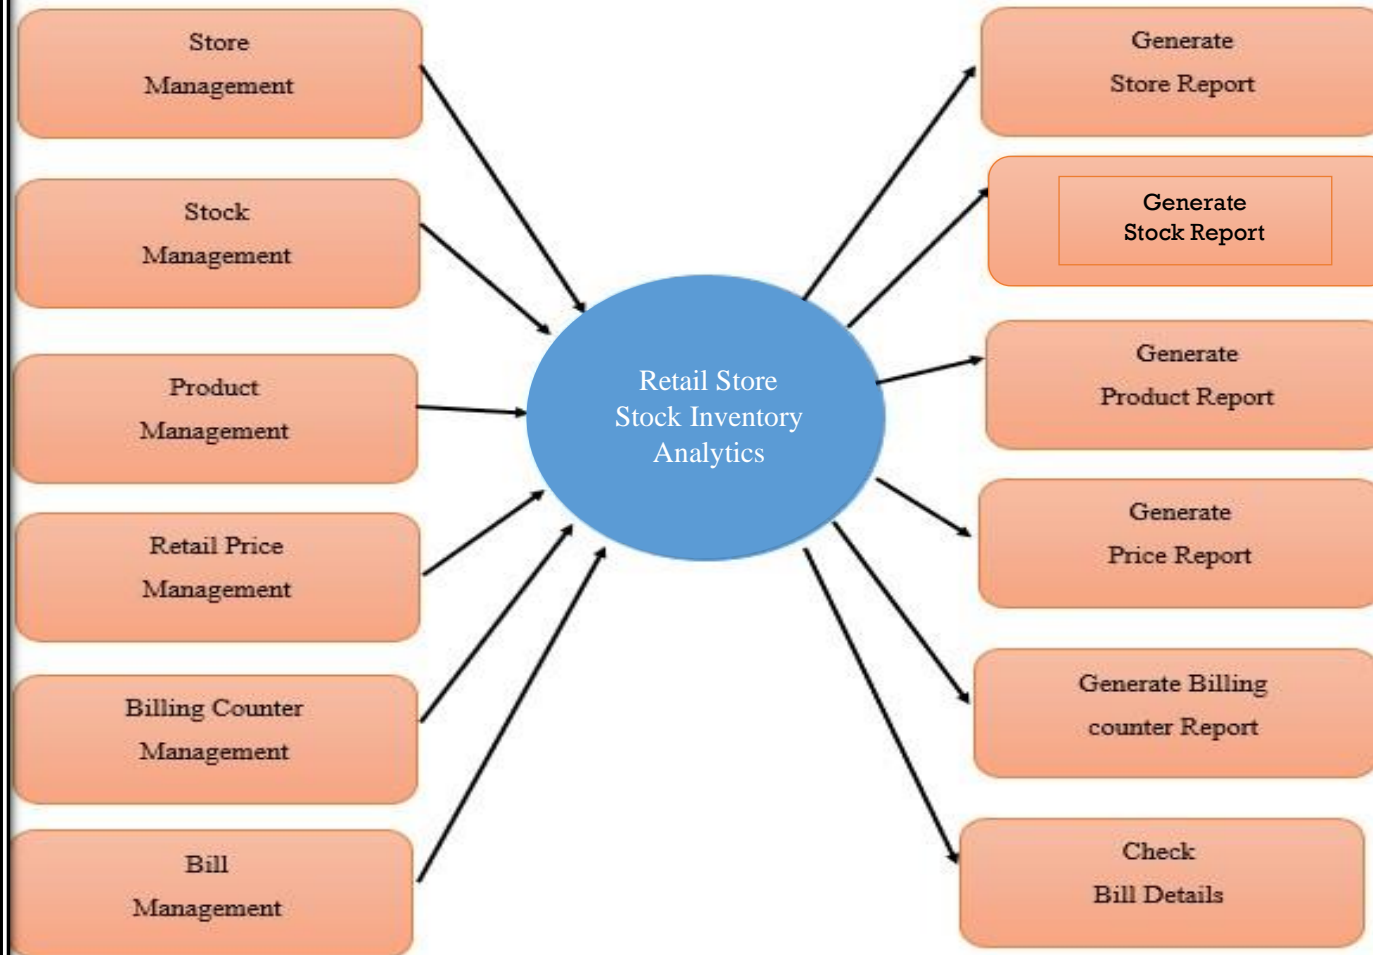 Store
Management
Stock
Management
Product
Management
Retail Price
Management
Billing Counter
Management
Bill
Management
Retail Store
Stock Inventory
Analytics
Generate
Store Report
Generate
Stock Report
Generate
Product Report
Generate
Price Report
Generate Billing
counter Report
Check
Bill Details